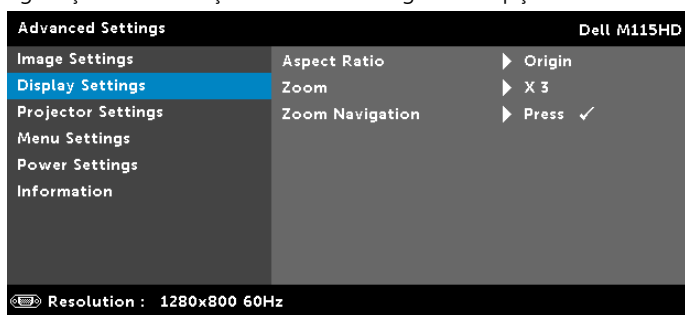 Advanced Settings Dell M115HD
Image Settings Aspect Ratio Origin
Display Settings Zoom X 3
Projector Settings Zoom Navigation Press ✓
Menu Settings
Power Settings
Information
Resolution : 1280x800 60Hz